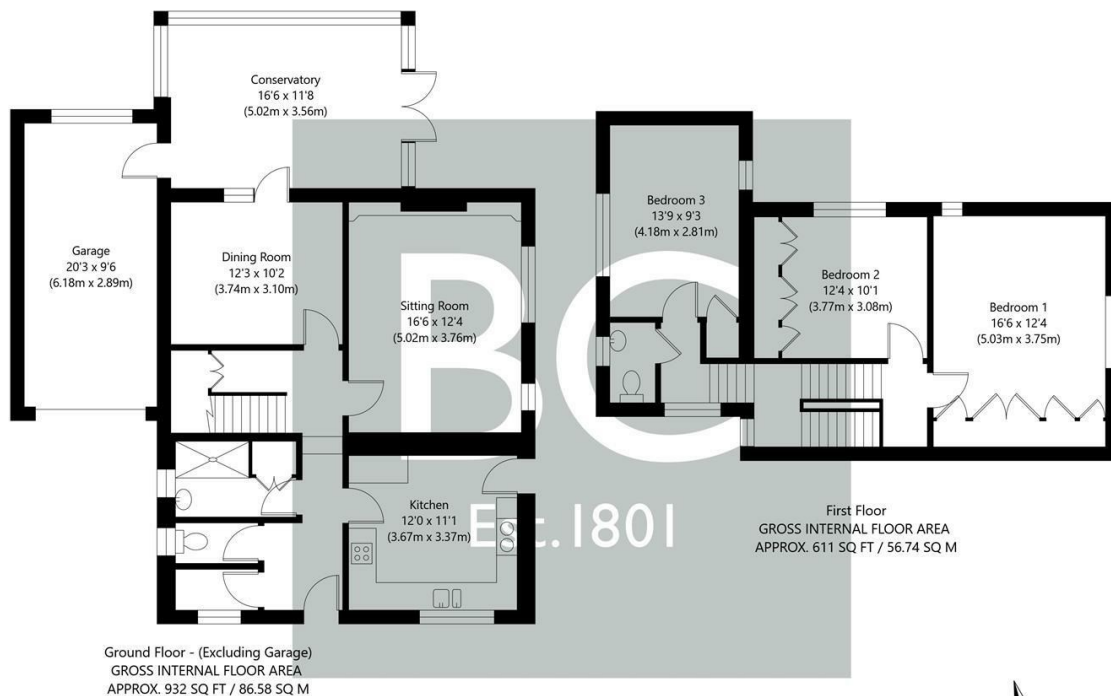 Conservatory
16'6 x 11'8
(5.02m x 3.56m)
Garage
20'3 x 9'6
(6.18m x 2.89m)
Dining Room
12'3 x 10'2
(3.74m x 3.10m)
Sitting Room
16'6 x 12'4
(5.02m x 3.76m)
Kitchen
12'0 x 11'1
(3.67m x 3.37m)
Ground Floor - (Excluding Garage)
GROSS INTERNAL FLOOR AREA
APPROX. 932 SQ FT / 86.58 SQ M
Bedroom 3
13'9 x 9'3
(4.18m x 2.81m)
Bedroom 2
12'4 x 10'1
(3.77m x 3.08m)
Bedroom 1
16'6 x 12'4
(5.03m x 3.75m)
First Floor
GROSS INTERNAL FLOOR AREA
APPROX. 611 SQ FT / 56.74 SQ M
BC
Est.1801